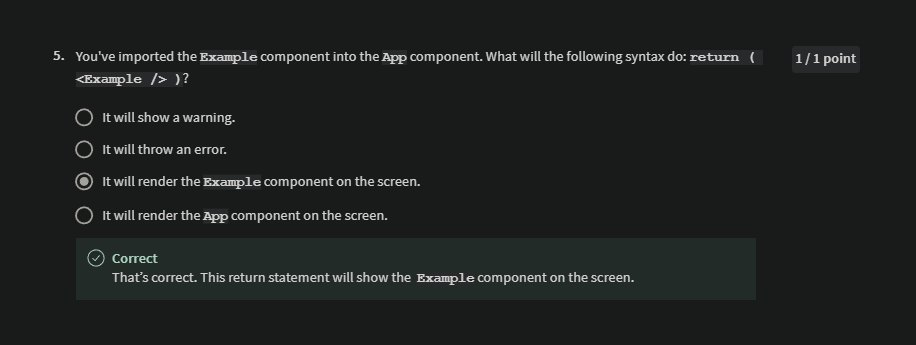 5. You've imported the Example component into the App component. What will the following syntax do: return (
<Example /> )?
1 / 1 point
It will show a warning.
It will throw an error.
It will render the Example component on the screen.
It will render the App component on the screen.
Correct
That's correct. This return statement will show the Example component on the screen.